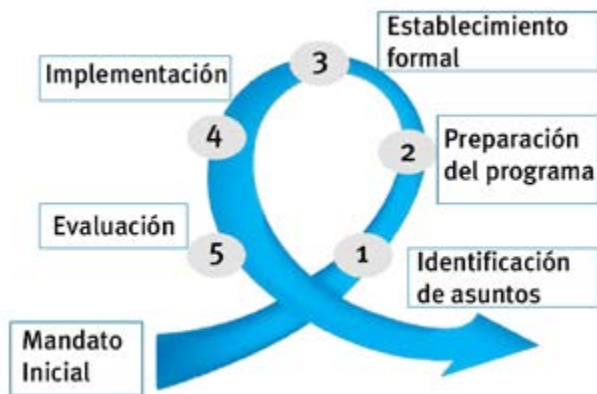 3
Establecimiento
formal
Implementación
4
2
Preparación
del programa
Evaluación
5
1
Identificación
de asuntos
Mandato
Inicial